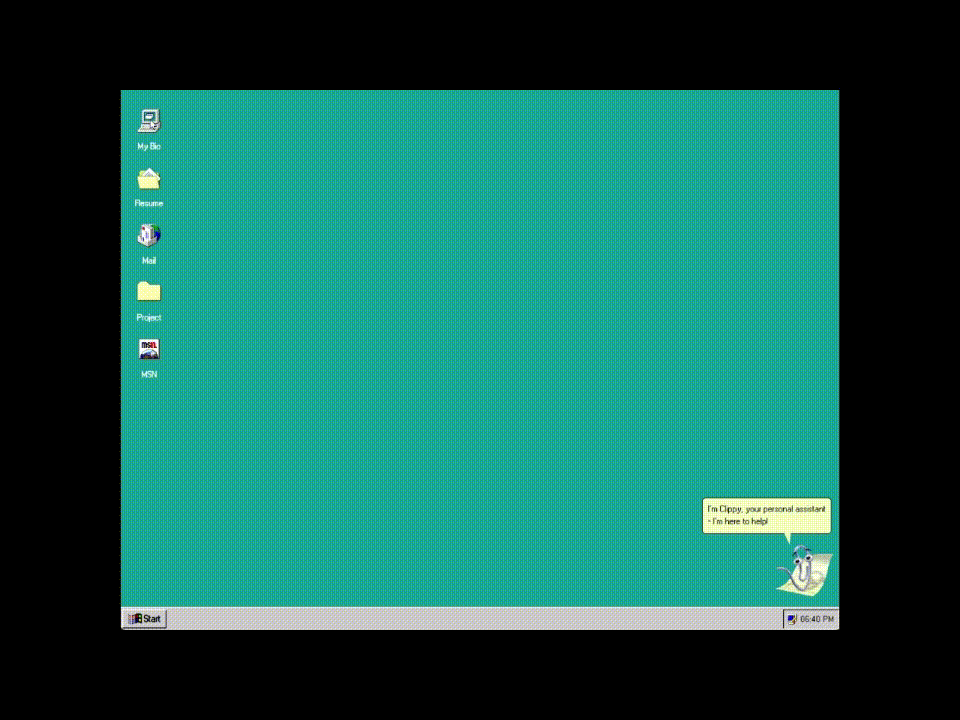 My Bio
Resume
Mail
Project
MSN
I'm Clippy, your personal assistant
- I'm here to help!
Start
06:40 PM